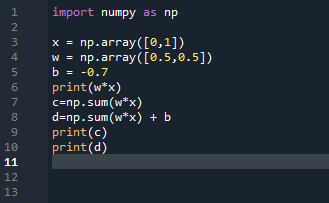 1 import numpy as np
2
3 x = np.array([0,1])
4 w = np.array([0.5,0.5])
5 b = -0.7
6 print(w*x)
7 c=np.sum(w*x)
8 d=np.sum(w*x) + b
9 print(c)
10 print(d)
11
12
13